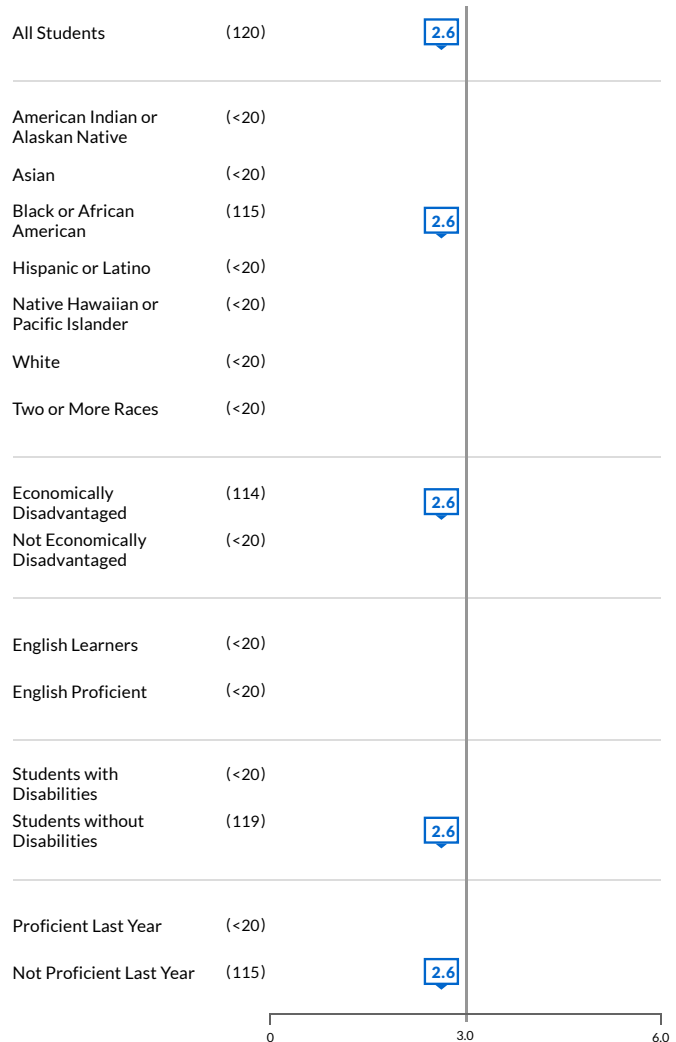 All Students (120) 2.6
American Indian or (<20)
Alaskan Native
Asian (<20)
Black or African (115) 2.6
American
Hispanic or Latino (<20)
Native Hawaiian or (<20)
Pacific Islander
White (<20)
Two or More Races (<20)
Economically (114) 2.6
Disadvantaged
Not Economically (<20)
Disadvantaged
English Learners (<20)
English Proficient (<20)
Students with (<20)
Disabilities
Students without (119) 2.6
Disabilities
Proficient Last Year (<20)
Not Proficient Last Year (115) 2.6
0 3.0 6.0